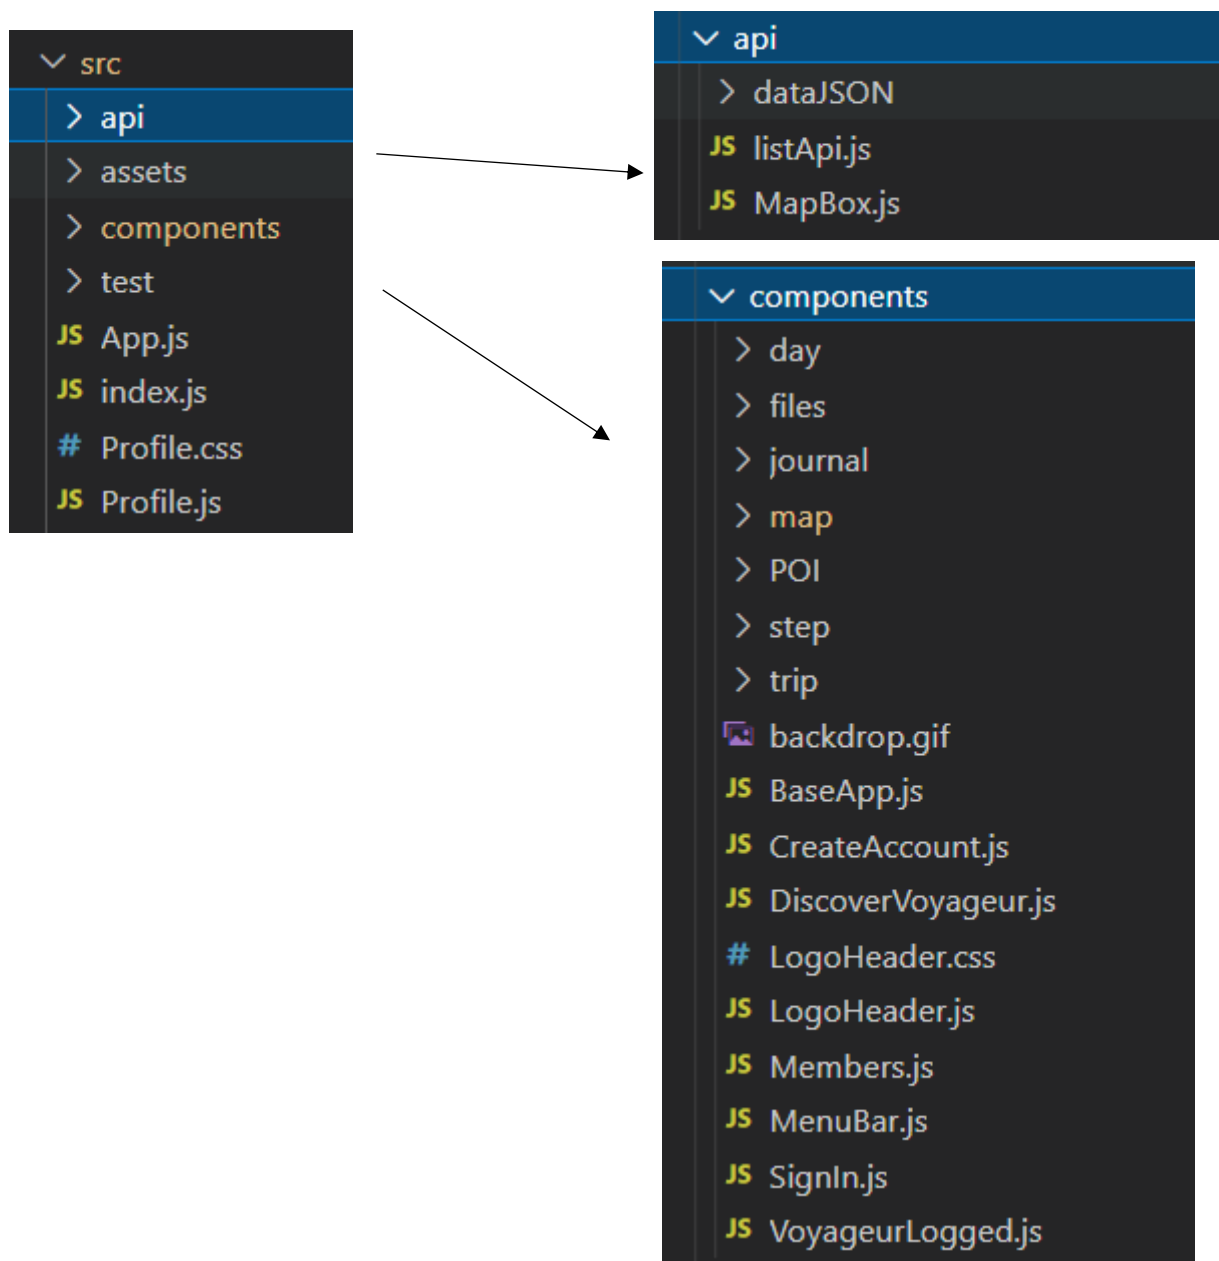 src
api
assets
components
test
JS App.js
JS index.js
# Profile.css
JS Profile.js
api
dataJSON
JS listApi.js
JS MapBox.js
components
day
files
journal
map
POI
step
trip
backdrop.gif
JS BaseApp.js
JS CreateAccount.js
JS DiscoverVoyageur.js
# LogoHeader.css
JS LogoHeader.js
JS Members.js
JS MenuBar.js
JS SignIn.js
JS VoyageurLogged.js